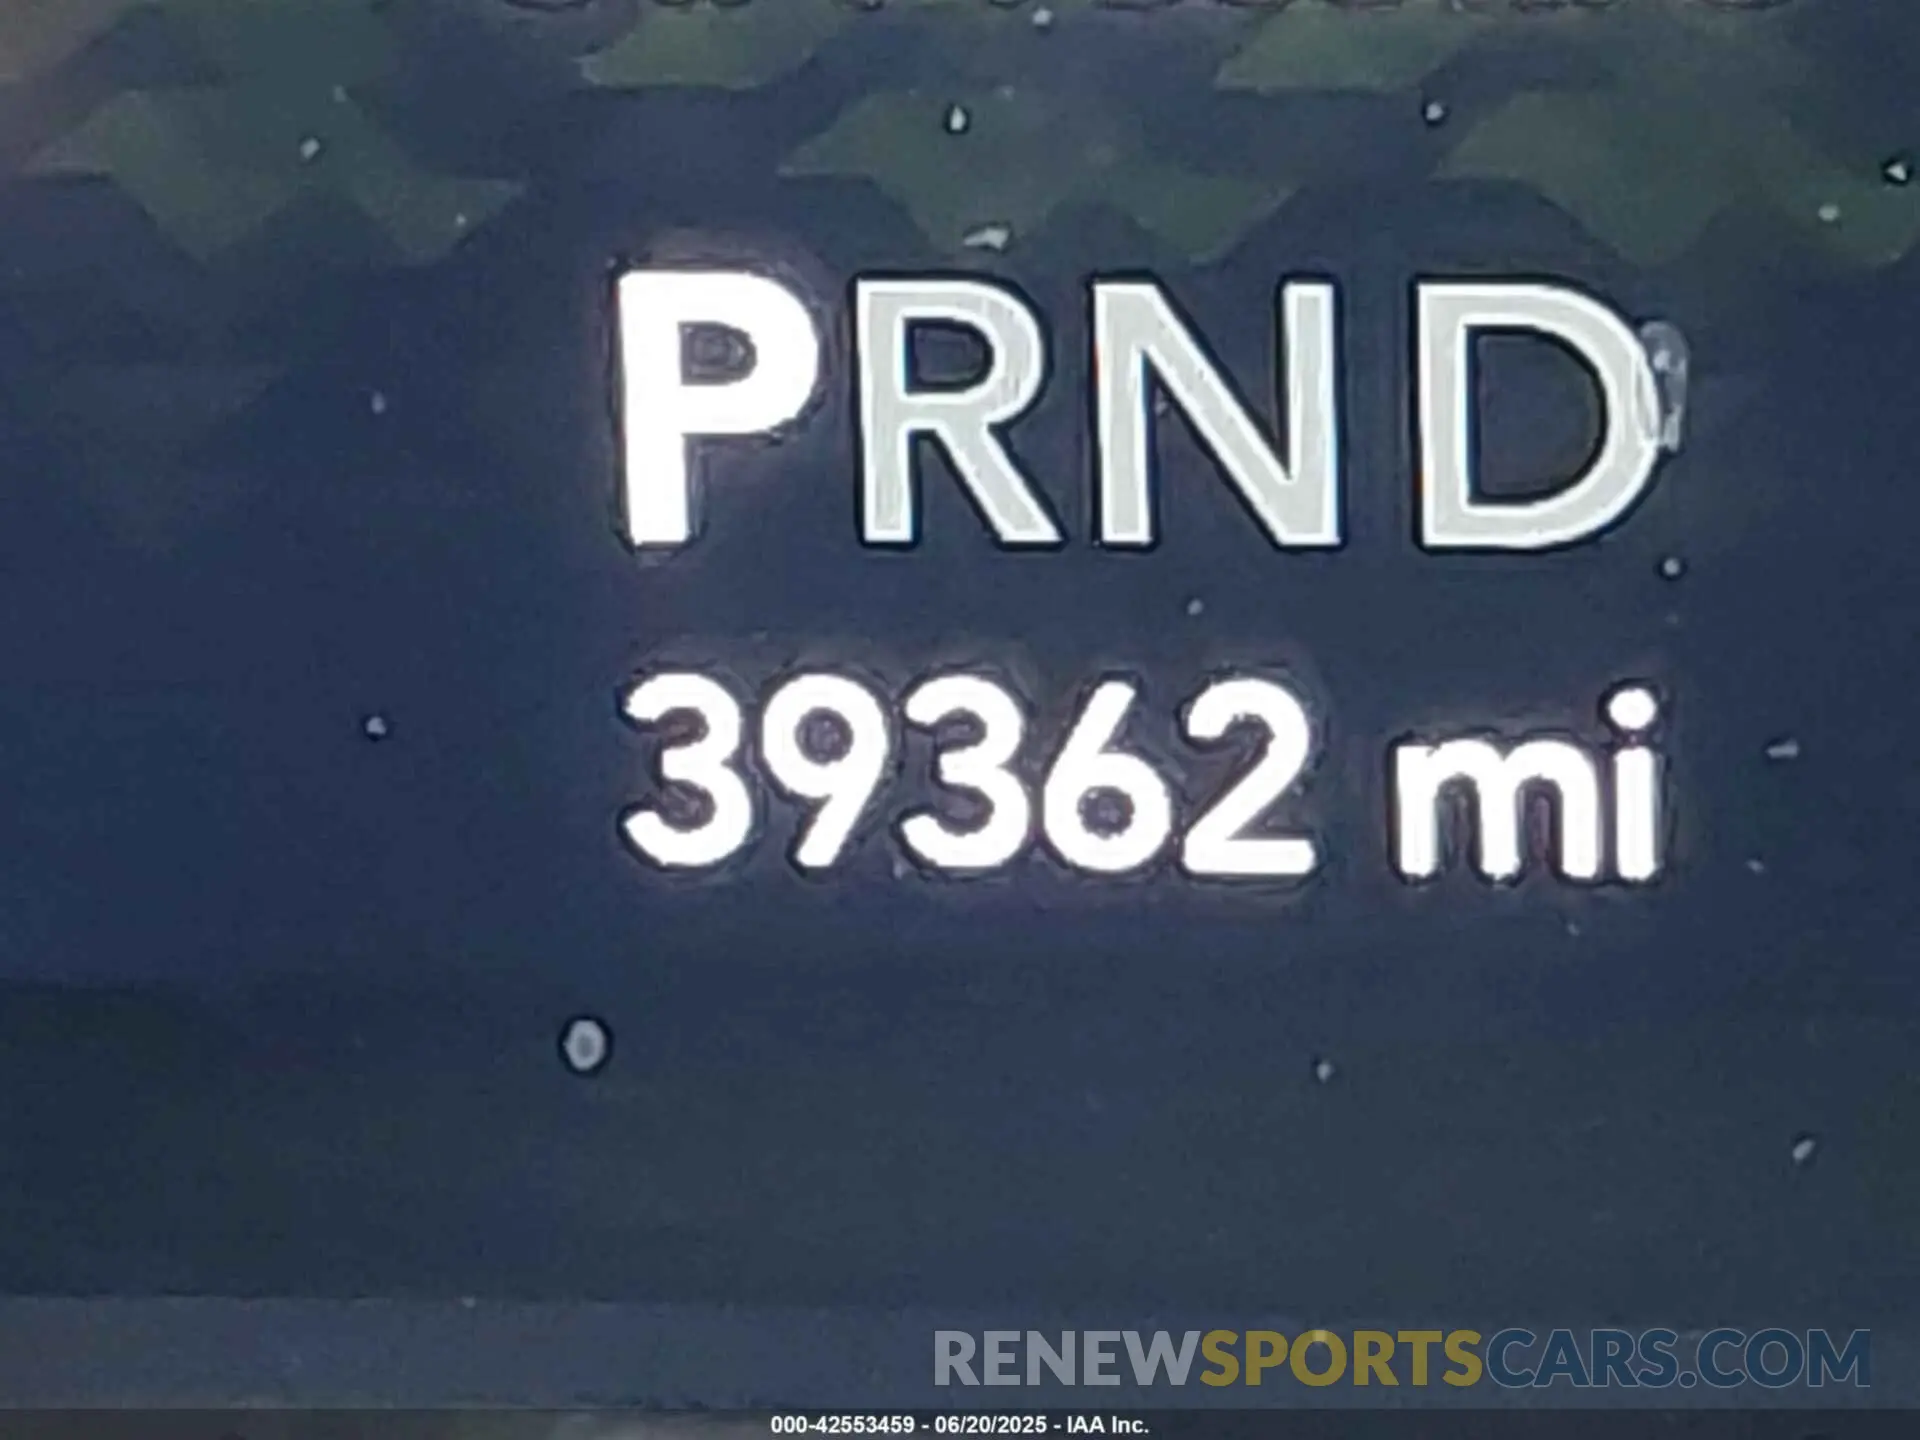 PRND
39362 mi
RENEWSPORTSCARS.COM
000-42553459 - 06/20/2025 - IAA Inc.